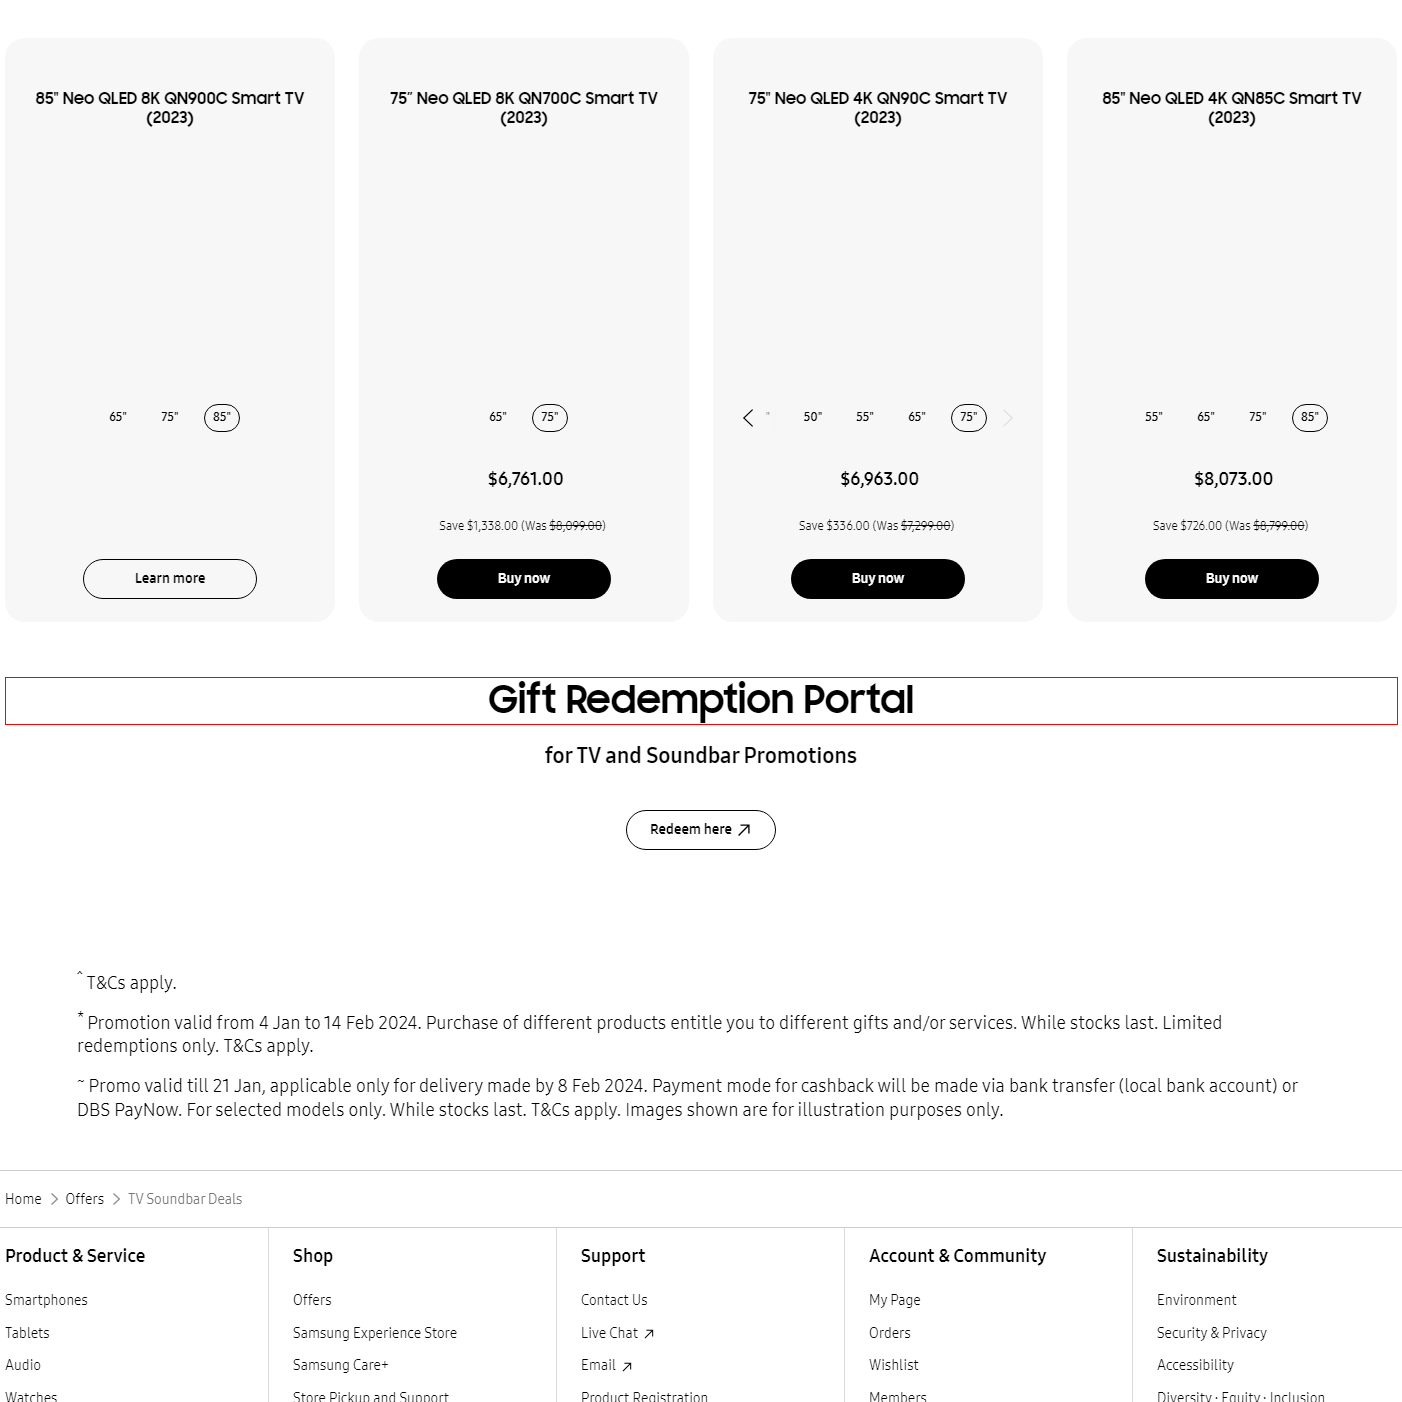 85" Neo QLED 8K QN900C Smart TV
(2023)
65"
75"
85"
Learn more
75″ Neo QLED 8K QN700C Smart TV
(2023)
65"
75"
$6,761.00
Save $1,338.00 (Was $8,099.00)
Buy now
75" Neo QLED 4K QN90C Smart TV
(2023)
"
50"
55"
65"
75"
$6,963.00
Save $336.00 (Was $7,299.00)
Buy now
85" Neo QLED 4K QN85C Smart TV
(2023)
55"
65"
75"
85"
$8,073.00
Save $726.00 (Was $8,799.00)
Buy now
Gift Redemption Portal
for TV and Soundbar Promotions
Redeem here
^ T&Cs apply.
* Promotion valid from 4 Jan to 14 Feb 2024. Purchase of different products entitle you to different gifts and/or services. While stocks last. Limited
redemptions only. T&Cs apply.
~ Promo valid till 21 Jan, applicable only for delivery made by 8 Feb 2024. Payment mode for cashback will be made via bank transfer (local bank account) or
DBS PayNow. For selected models only. While stocks last. T&Cs apply. Images shown are for illustration purposes only.
Home
Offers
TV Soundbar Deals
Product & Service
Smartphones
Tablets
Audio
Watches
Shop
Offers
Samsung Experience Store
Samsung Care+
Store Pickup and Support
Support
Contact Us
Live Chat
Email
Product Registration
Account & Community
My Page
Orders
Wishlist
Members
Sustainability
Environment
Security & Privacy
Accessibility
Diversity · Equity · Inclusion